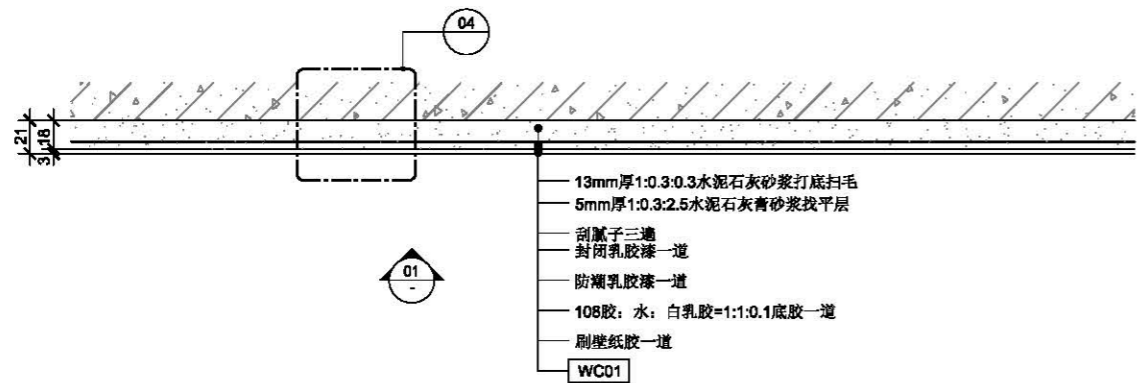 04
21
18
3
13mm厚1:0.3:0.3水泥石灰砂浆打底扫毛
5mm厚1:0.3:2.5水泥石灰膏砂浆找平层
刮腻子三遍
封闭乳胶漆一道
防潮乳胶漆一道
108胶：水：白乳胶=1:1:0.1底胶一道
刷壁纸胶一道
WC01
01
-